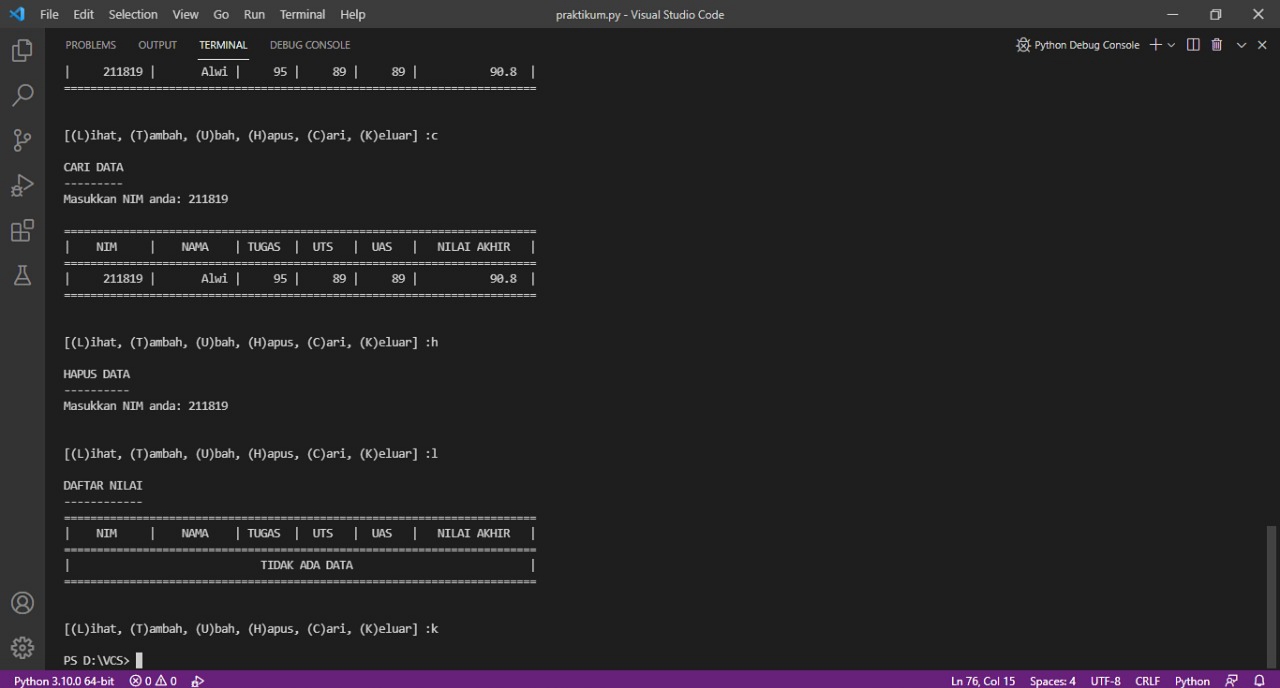 File Edit Selection View Go Run Terminal Help praktikum.py - Visual Studio Code
PROBLEMS OUTPUT TERMINAL DEBUG CONSOLE Python Debug Console
| 211819 | Alwi | 95 | 89 | 89 | 90.8 |
========================================================================
[(L)ihat, (T)ambah, (U)bah, (H)apus, (C)ari, (K)eluar] :c
CARI DATA
---------
Masukkan NIM anda: 211819
========================================================================
| NIM | NAMA | TUGAS | UTS | UAS | NILAI AKHIR |
========================================================================
| 211819 | Alwi | 95 | 89 | 89 | 90.8 |
========================================================================
[(L)ihat, (T)ambah, (U)bah, (H)apus, (C)ari, (K)eluar] :h
HAPUS DATA
----------
Masukkan NIM anda: 211819
[(L)ihat, (T)ambah, (U)bah, (H)apus, (C)ari, (K)eluar] :l
DAFTAR NILAI
------------
========================================================================
| NIM | NAMA | TUGAS | UTS | UAS | NILAI AKHIR |
========================================================================
| TIDAK ADA DATA |
========================================================================
[(L)ihat, (T)ambah, (U)bah, (H)apus, (C)ari, (K)eluar] :k
PS D:\VCS>
Python 3.10.0 64-bit 0 0 Ln 76, Col 15 Spaces: 4 UTF-8 CRLF Python